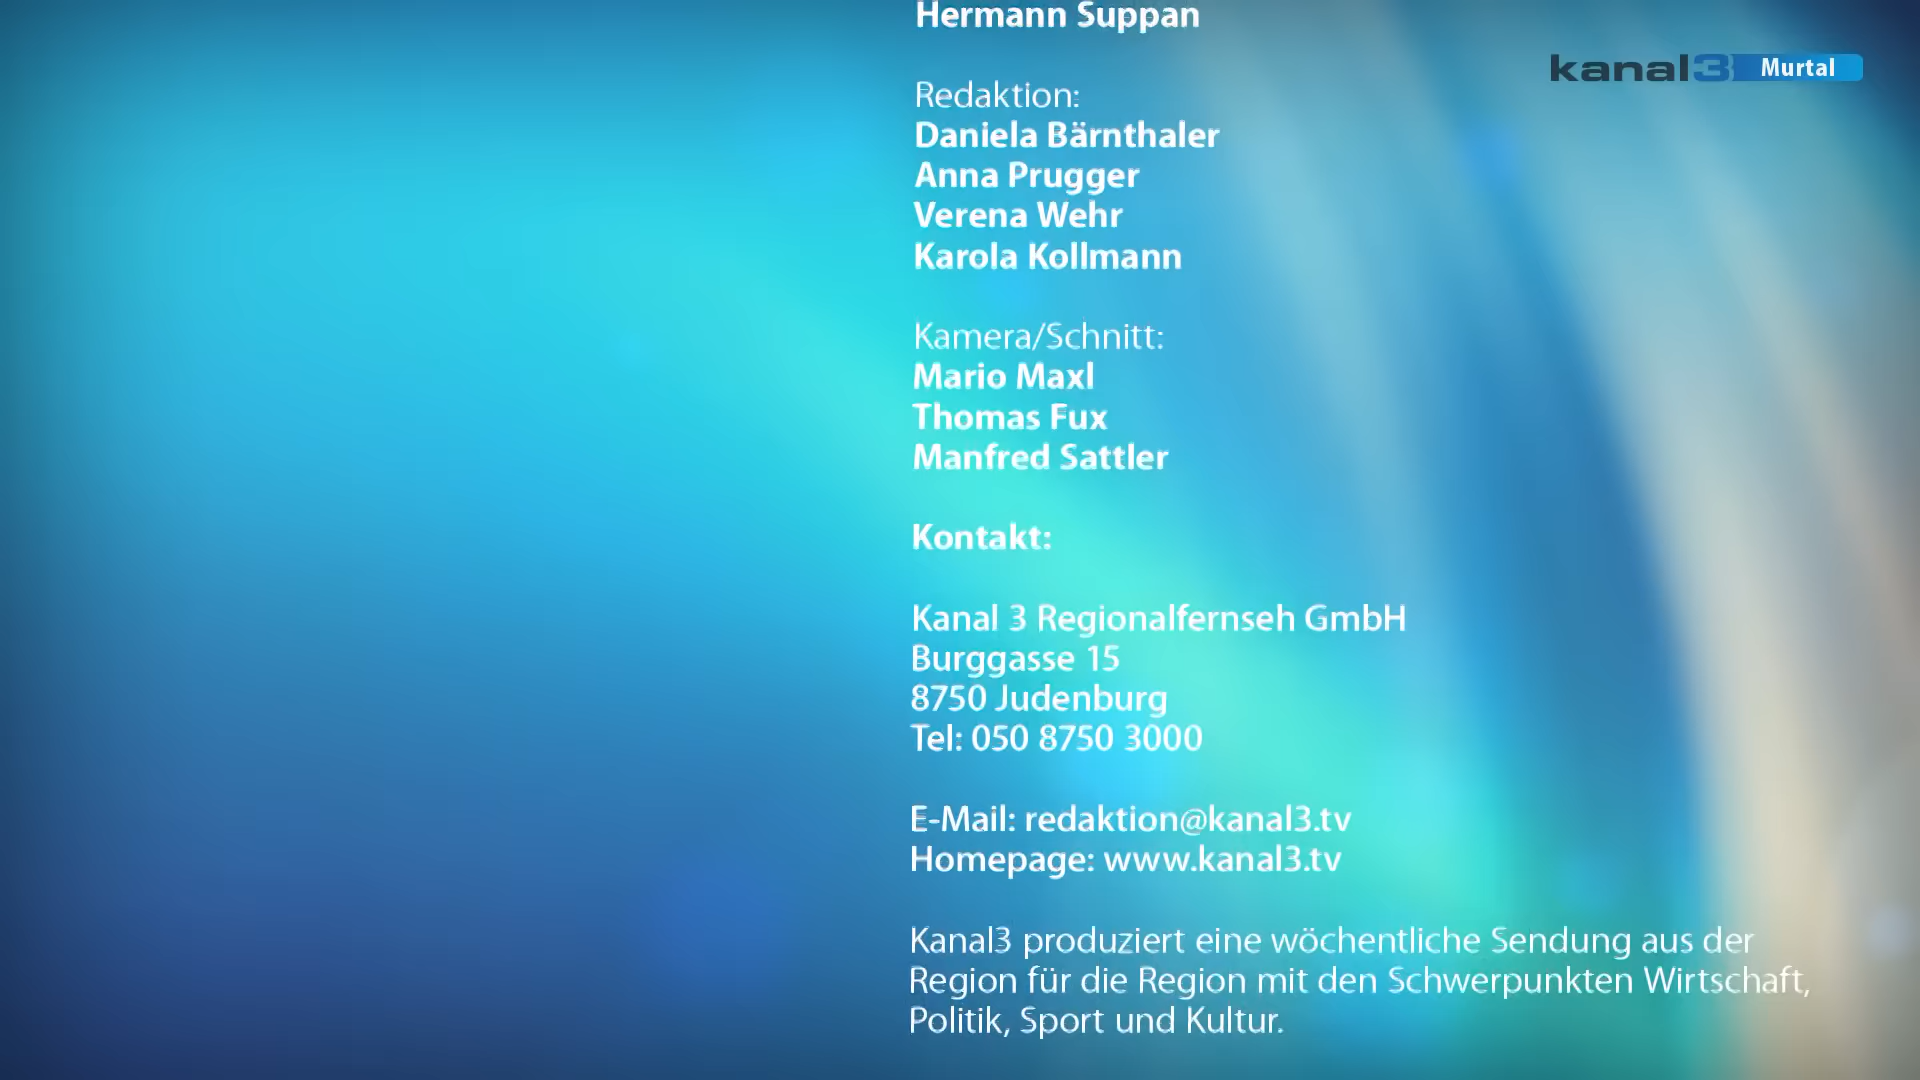 Hermann Suppan
kanal3 Murtal
Redaktion:
Daniela Bärnthaler
Anna Prugger
Verena Wehr
Karola Kollmann
Kamera/Schnitt:
Mario Maxl
Thomas Fux
Manfred Sattler
Kontakt:
Kanal 3 Regionalfernseh GmbH
Burggasse 15
8750 Judenburg
Tel: 050 8750 3000
E-Mail: redaktion@kanal3.tv
Homepage: www.kanal3.tv
Kanal3 produziert eine wöchentliche Sendung aus der
Region für die Region mit den Schwerpunkten Wirtschaft,
Politik, Sport und Kultur.